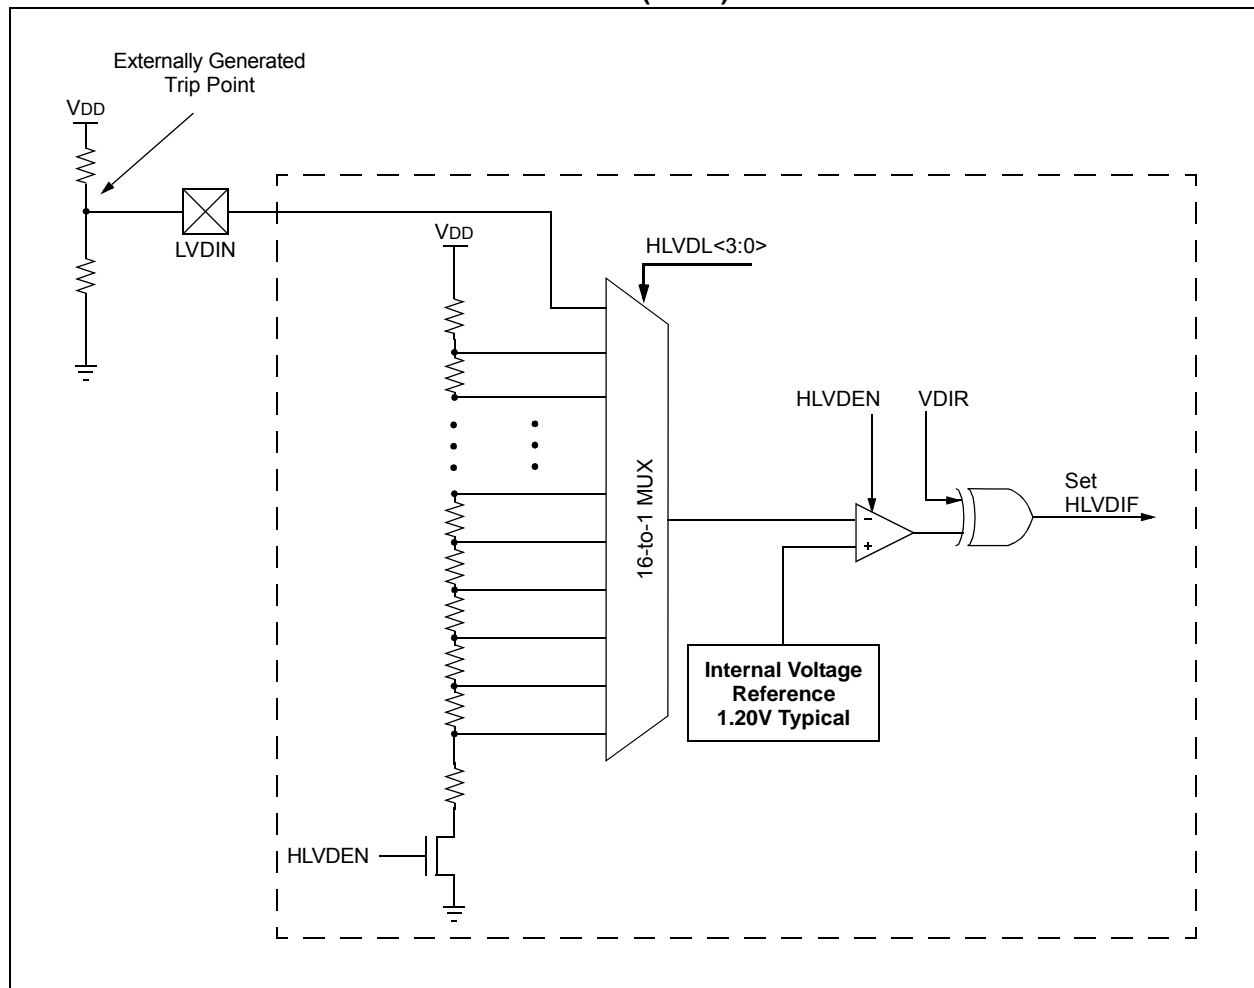 Externally Generated
Trip Point
VDD
LVDIN
VDD
HLVDL<3:0>
16-to-1 MUX
HLVDEN
VDIR
Set
HLVDIF
–
+
Internal Voltage
Reference
1.20V Typical
HLVDEN